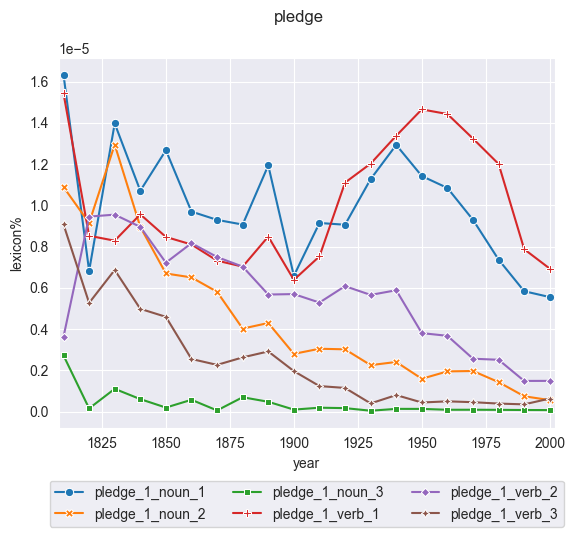 pledge
1e−5
1.6
1.4
1.2
1.0
0.8
0.6
0.4
0.2
0.0
lexicon%
1825 1850 1875 1900 1925 1950 1975 2000
year
pledge_1_noun_1 pledge_1_noun_3 pledge_1_verb_2
pledge_1_noun_2 pledge_1_verb_1 pledge_1_verb_3